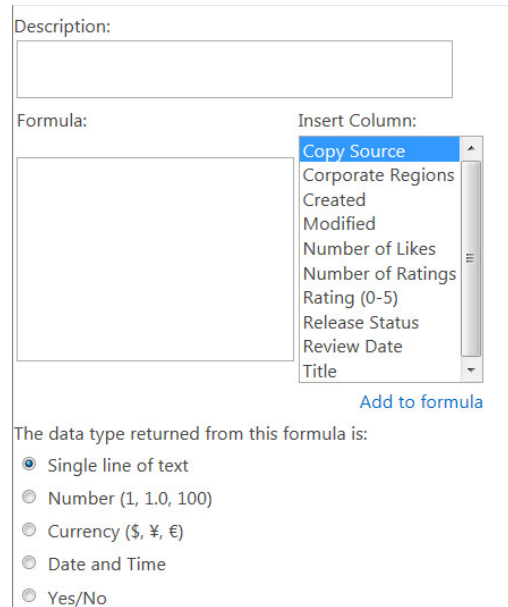 Description:
Formula:
Insert Column:
Copy Source
Corporate Regions
Created
Modified
Number of Likes
Number of Ratings
Rating (0-5)
Release Status
Review Date
Title
Add to formula
The data type returned from this formula is:
Single line of text
Number (1, 1.0, 100)
Currency ($, ¥, €)
Date and Time
Yes/No